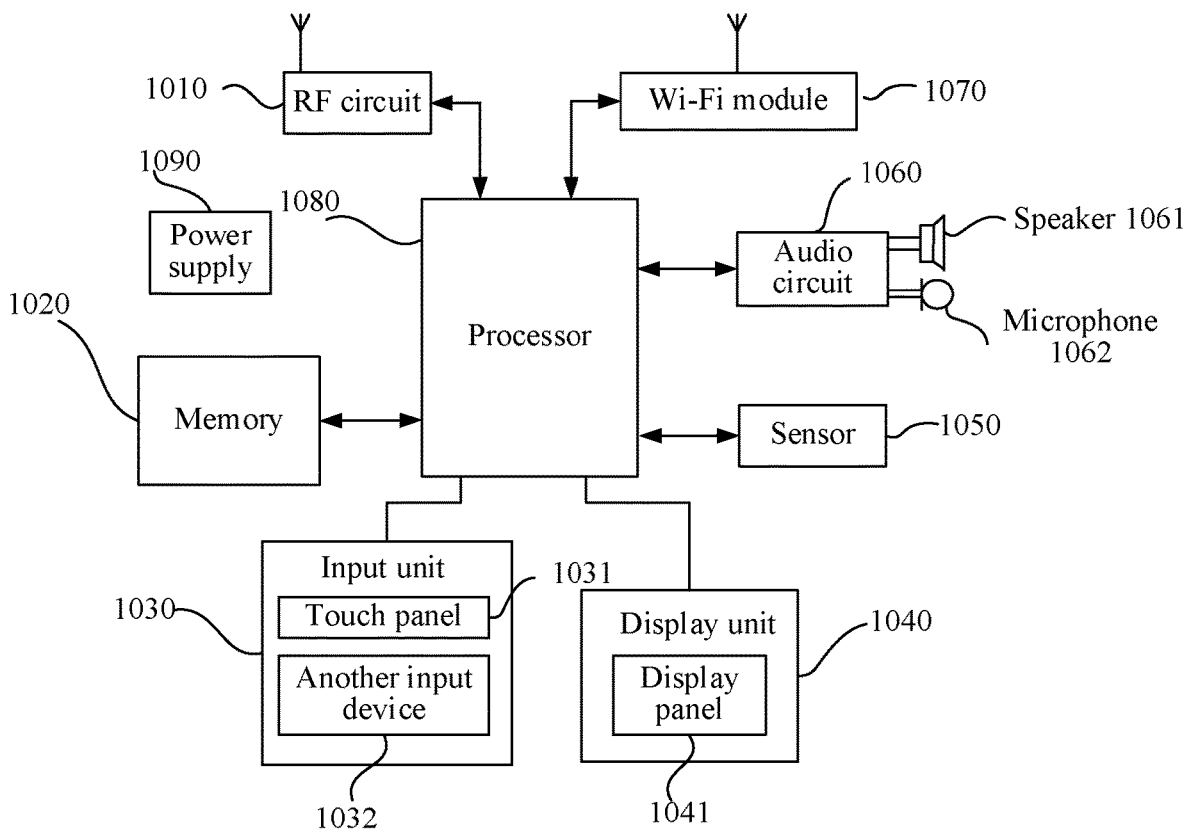 1010
RF circuit
Wi-Fi module
1070
1090
Power
supply
1080
1060
Audio
circuit
Speaker 1061
Microphone
1062
1020
Memory
Processor
Sensor
1050
Input unit
1031
1030
Touch panel
Another input
device
1032
Display unit
1040
Display
panel
1041